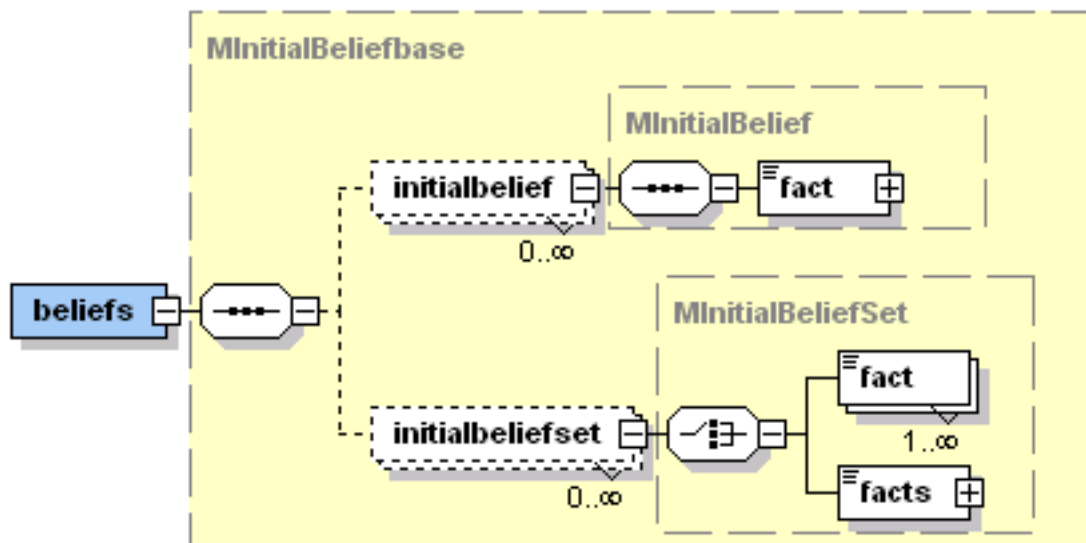 MInitialBeliefbase
MInitialBelief
initialbelief
fact
0..∞
beliefs
MInitialBeliefSet
fact
1..∞
initialbeliefset
0..∞
facts